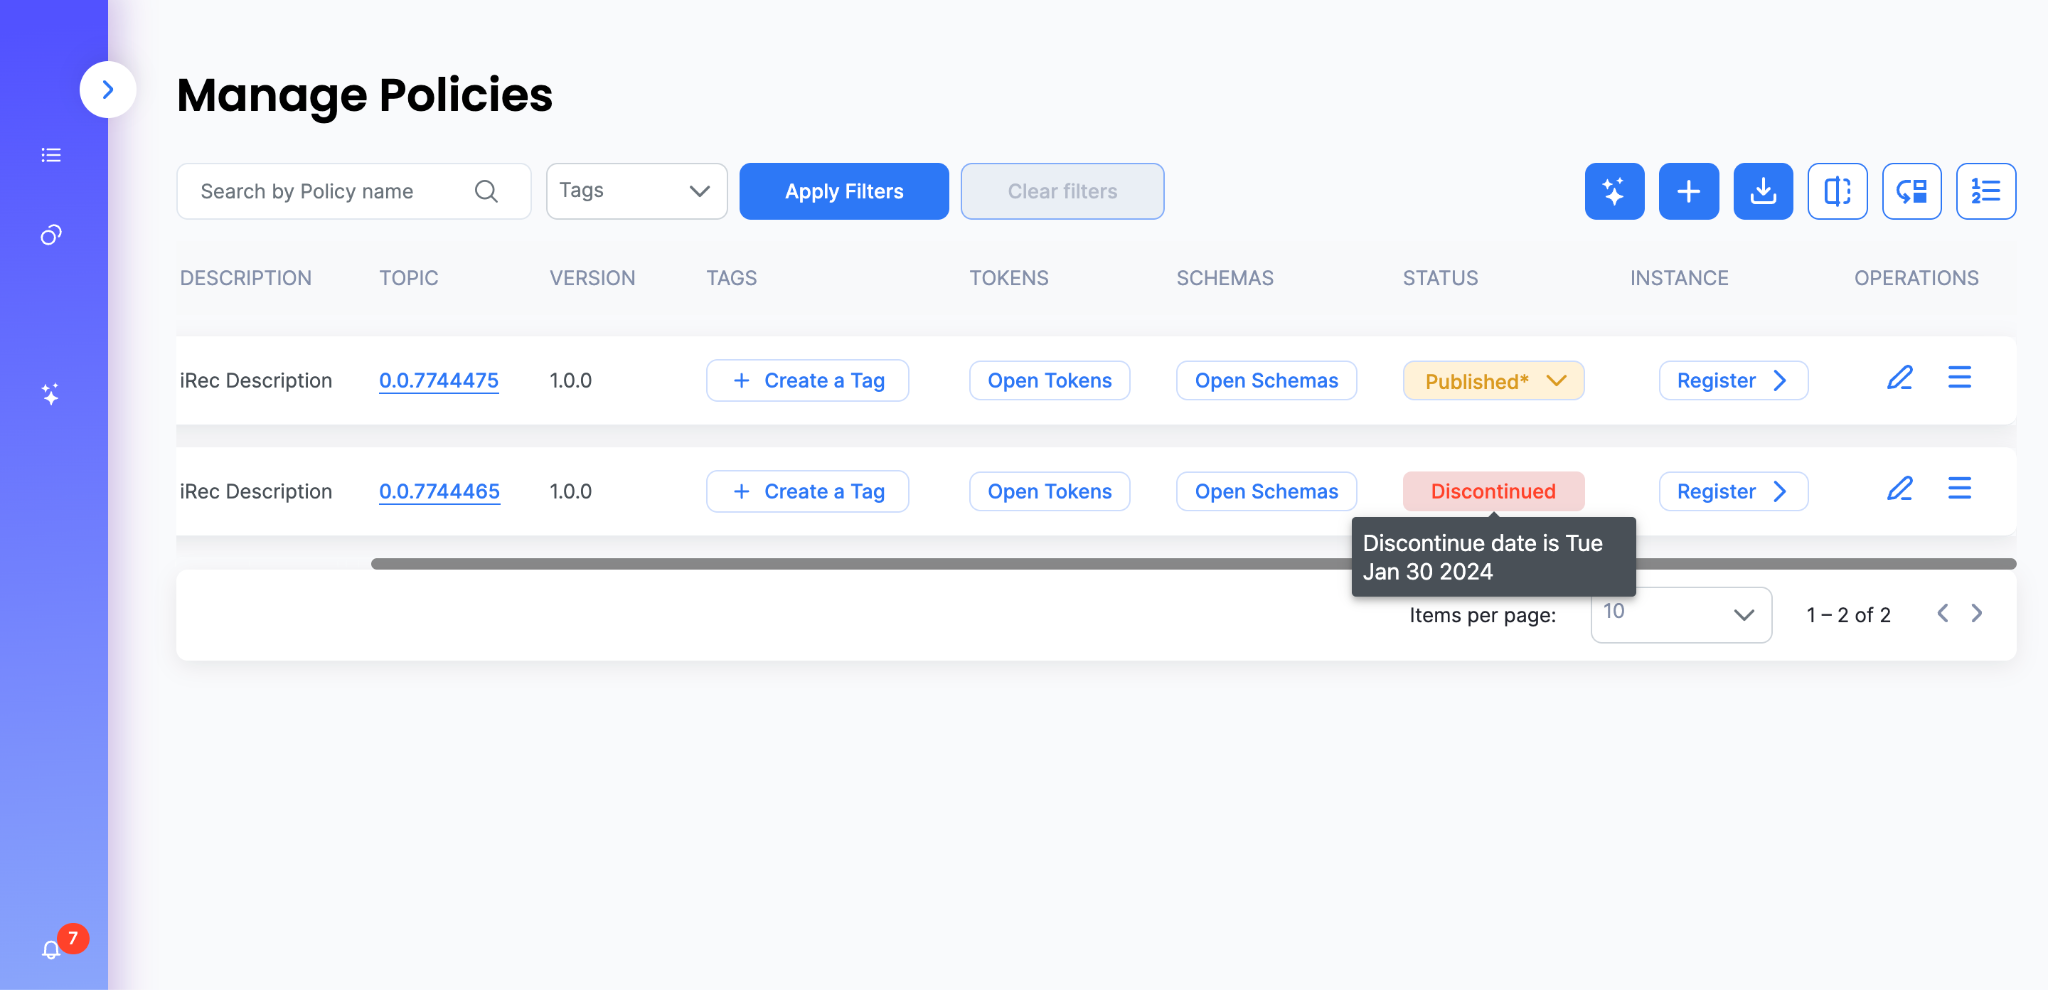 Manage Policies
Search by Policy name
Tags
Apply Filters
Clear filters
DESCRIPTION TOPIC VERSION TAGS TOKENS SCHEMAS STATUS INSTANCE OPERATIONS
iRec Description 0.0.7744475 1.0.0 + Create a Tag Open Tokens Open Schemas Published* Register
iRec Description 0.0.7744465 1.0.0 + Create a Tag Open Tokens Open Schemas Discontinued Register
Discontinue date is Tue
Jan 30 2024
Items per page: 10 1 – 2 of 2
7